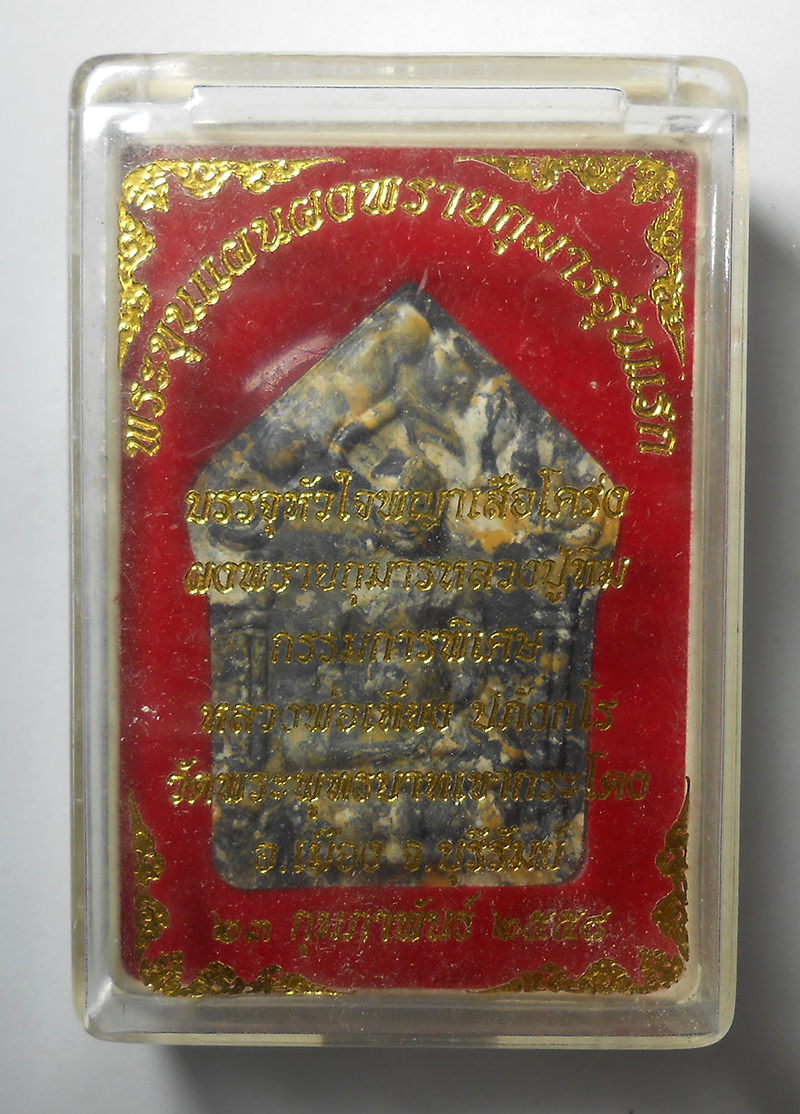 พระขุนแผนผงพรายกุมารรุ่นแรก
บรรจุหัวใจพญาเสือโคร่ง
ผงพรายกุมารหลวงปู่ทิม
กรรมการพิเศษ
หลวงพ่อเที่ยง ปภังกโร
วัดพระพุทธบาทเขากระโดง
อ.เมือง จ.บุรีรัมย์
๒๓ กุมภาพันธ์ ๒๕๕๘